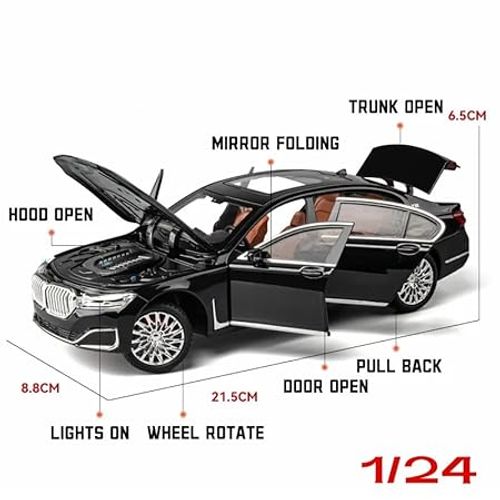 TRUNK OPEN
6.5CM
MIRROR FOLDING
HOOD OPEN
PULL BACK
8.8CM
21.5CM
DOOR OPEN
LIGHTS ON
WHEEL ROTATE
1/24